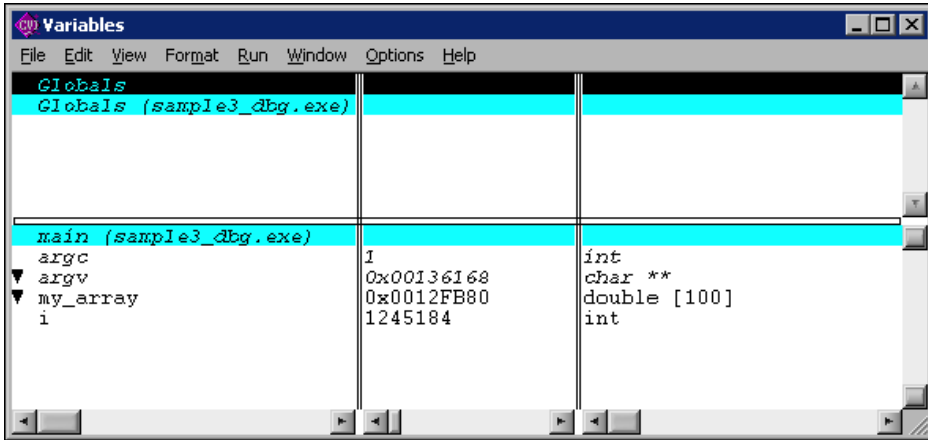 CVI Variables
File Edit View Format Run Window Options Help
Globals
Globals (sample3_dbg.exe)
main (sample3_dbg.exe)
argc 1 int
argv 0x00136168 char **
my_array 0x0012FB80 double [100]
i 1245184 int